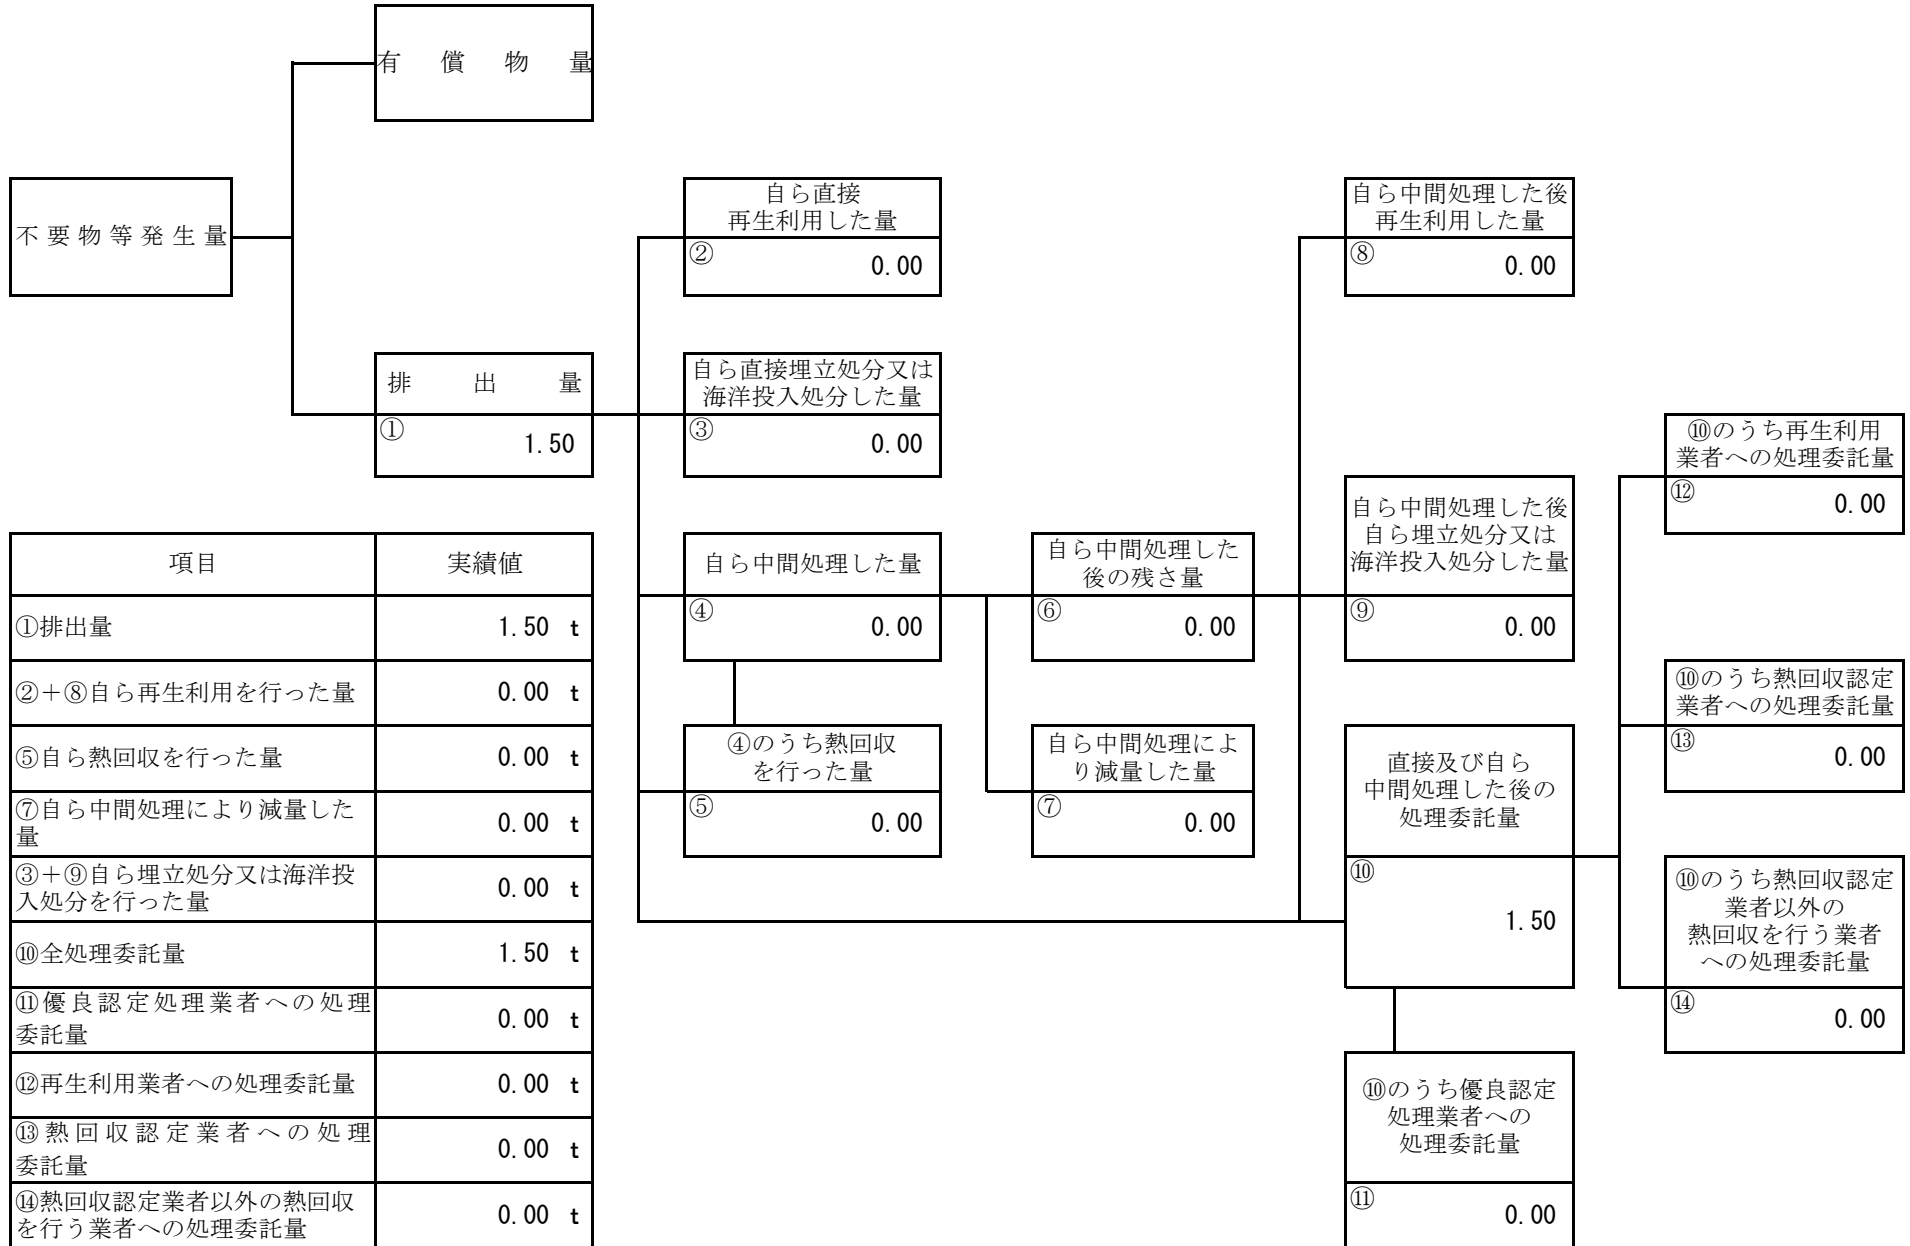 有償物量
不要物等発生量
自ら直接
再生利用した量
②
0.00
自ら中間処理した後
再生利用した量
⑧
0.00
排出量
①
1.50
自ら直接埋立処分又は
海洋投入処分した量
③
0.00
⑩のうち再生利用
業者への処理委託量
⑫
0.00
自ら中間処理した量
④
0.00
自ら中間処理した
後の残さ量
⑥
0.00
自ら中間処理した後
自ら埋立処分又は
海洋投入処分した量
⑨
0.00
⑩のうち熱回収認定
業者への処理委託量
⑬
0.00
④のうち熱回収
を行った量
⑤
0.00
自ら中間処理によ
り減量した量
⑦
0.00
直接及び自ら
中間処理した後の
処理委託量
⑩
1.50
⑩のうち熱回収認定
業者以外の
熱回収を行う業者
への処理委託量
⑭
0.00
⑩のうち優良認定
処理業者への
処理委託量
⑪
0.00
項目 実績値
①排出量 1.50 t
②＋⑧自ら再生利用を行った量 0.00 t
⑤自ら熱回収を行った量 0.00 t
⑦自ら中間処理により減量した
量 0.00 t
③＋⑨自ら埋立処分又は海洋投
入処分を行った量 0.00 t
⑩全処理委託量 1.50 t
⑪優良認定処理業者への処理
委託量 0.00 t
⑫再生利用業者への処理委託量 0.00 t
⑬熱回収認定業者への処理
委託量 0.00 t
⑭熱回収認定業者以外の熱回収
を行う業者への処理委託量 0.00 t